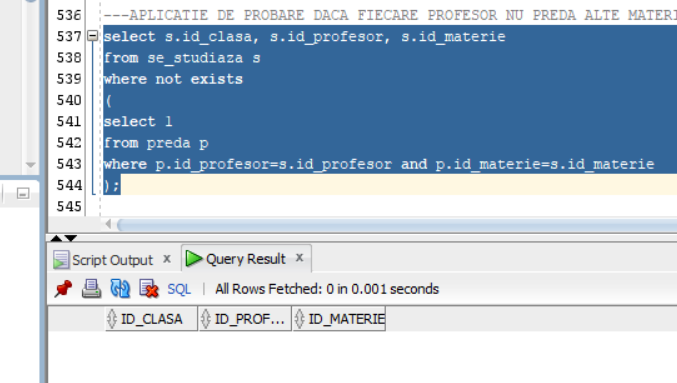 536 ---APLICATIE DE PROBARE DACA FIECARE PROFESOR NU PREDA ALTE MATERI
537 select s.id_clasa, s.id_profesor, s.id_materie
538 from se_studiaza s
539 where not exists
540 (
541 select 1
542 from preda p
543 where p.id_profesor=s.id_profesor and p.id_materie=s.id_materie
544 );
545
Script Output x Query Result x
SQL | All Rows Fetched: 0 in 0.001 seconds
ID_CLASA ID_PROF... ID_MATERIE